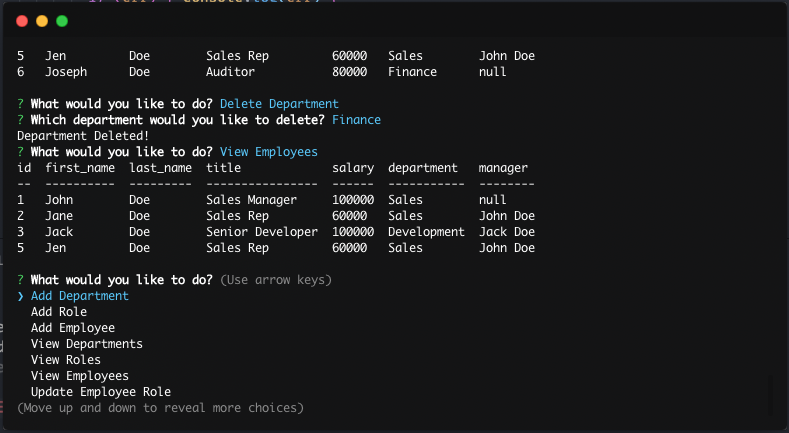 5   Jen         Doe        Sales Rep         60000   Sales        John Doe
6   Joseph      Doe        Auditor           80000   Finance      null
? What would you like to do? Delete Department
? Which department would you like to delete? Finance
Department Deleted!
? What would you like to do? View Employees
id  first_name  last_name  title             salary  department   manager
--  ----------  ---------  ----------------  ------  -----------  --------
1   John        Doe        Sales Manager     100000  Sales        null
2   Jane        Doe        Sales Rep         60000   Sales        John Doe
3   Jack        Doe        Senior Developer  100000  Development  Jack Doe
5   Jen         Doe        Sales Rep         60000   Sales        John Doe
? What would you like to do? (Use arrow keys)
❯ Add Department
  Add Role
  Add Employee
  View Departments
  View Roles
  View Employees
  Update Employee Role
(Move up and down to reveal more choices)